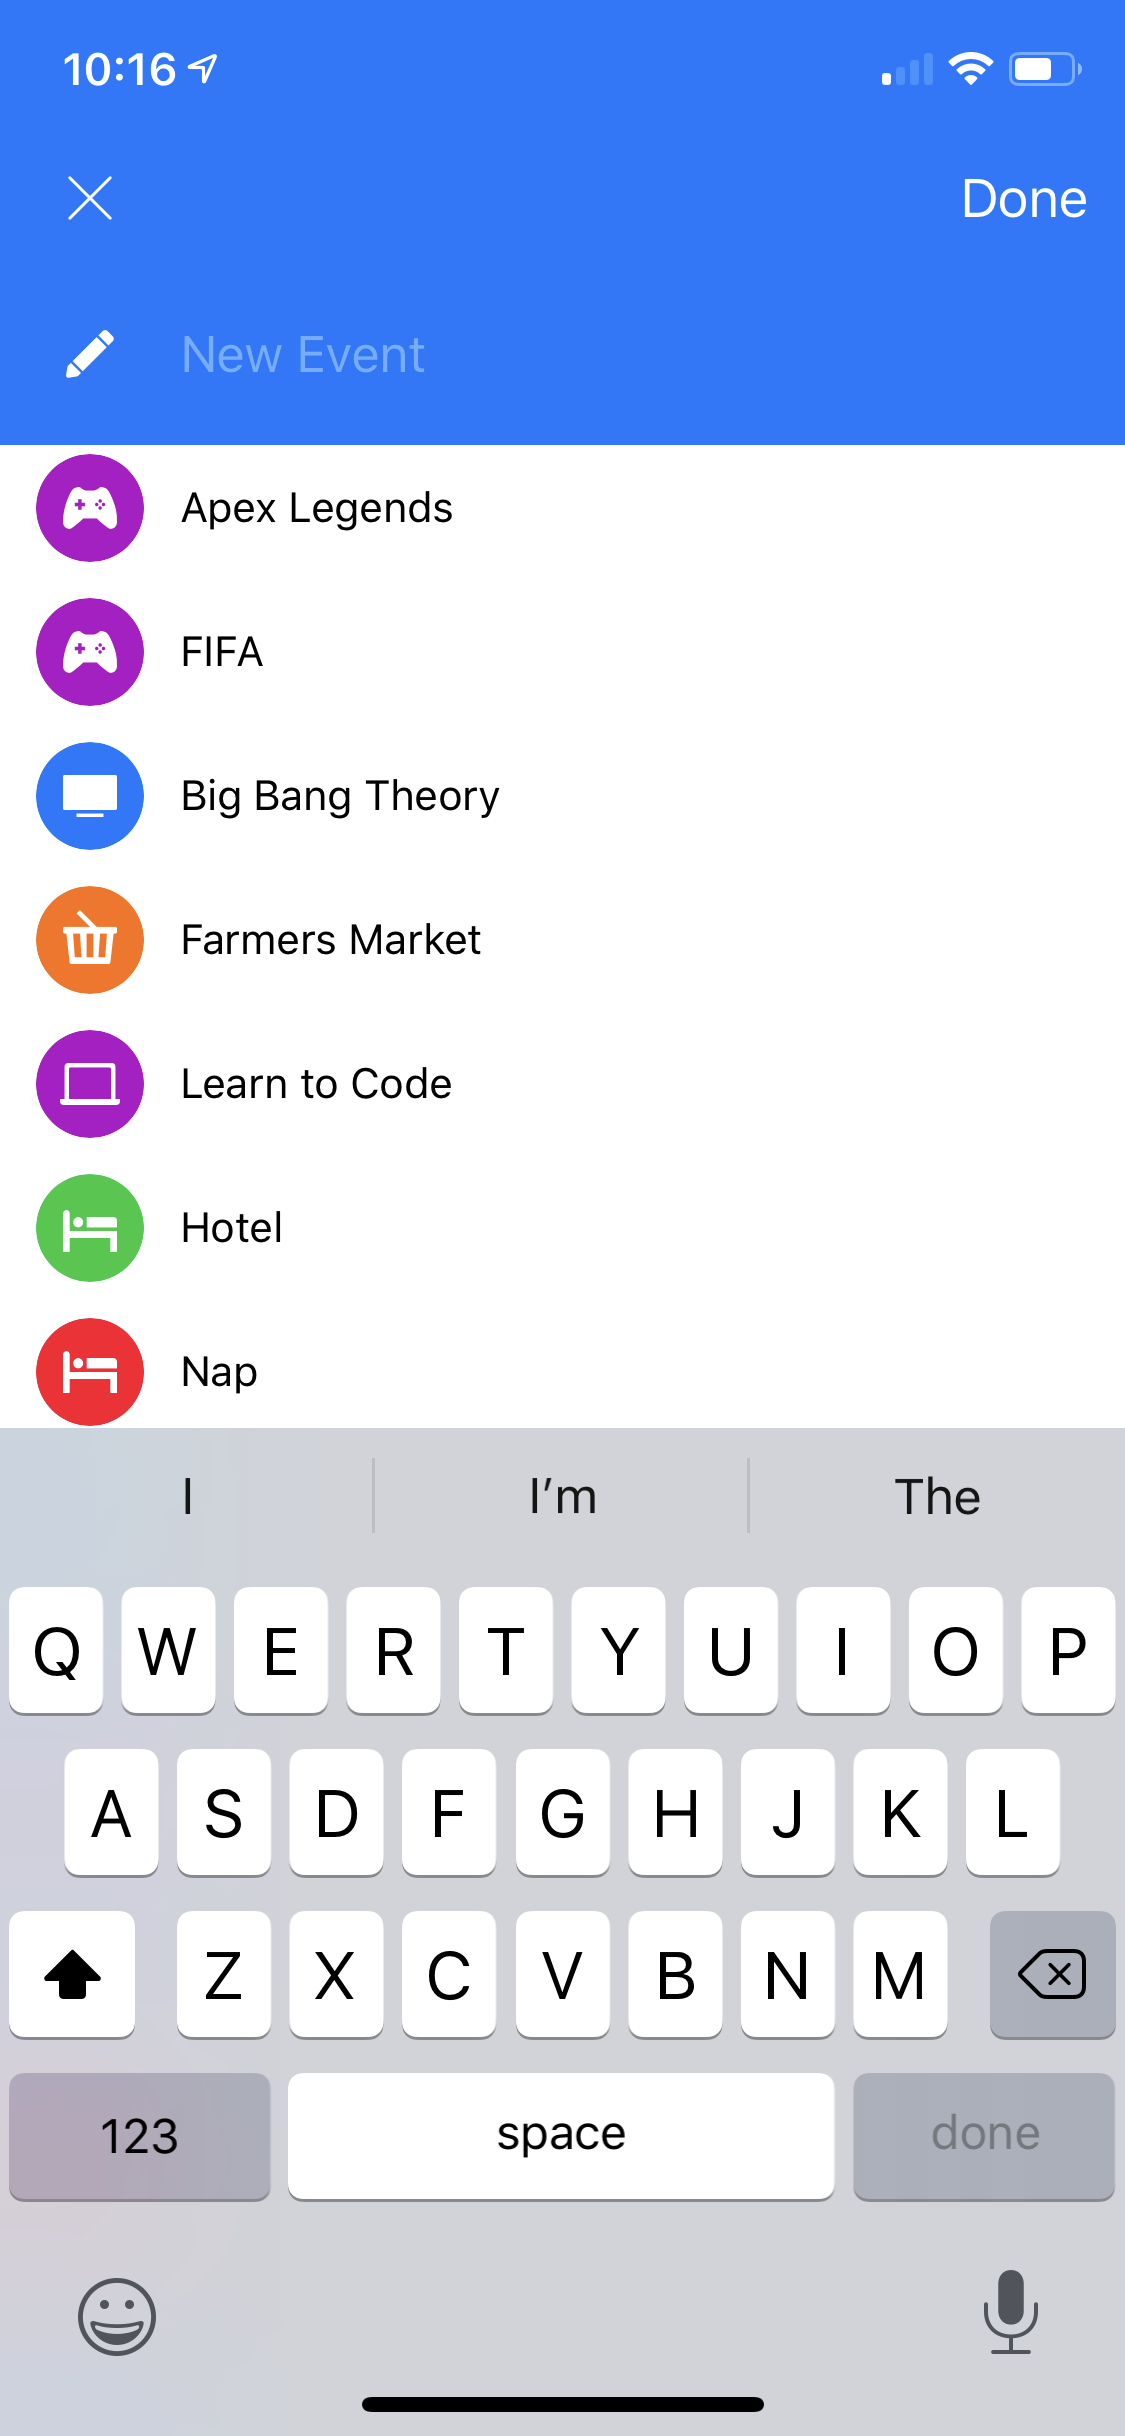 10:16
Done
New Event
Apex Legends
FIFA
Big Bang Theory
Farmers Market
Learn to Code
Hotel
Nap
I I’m The
Q W E R T Y U I O P
A S D F G H J K L
Z X C V B N M
123 space done